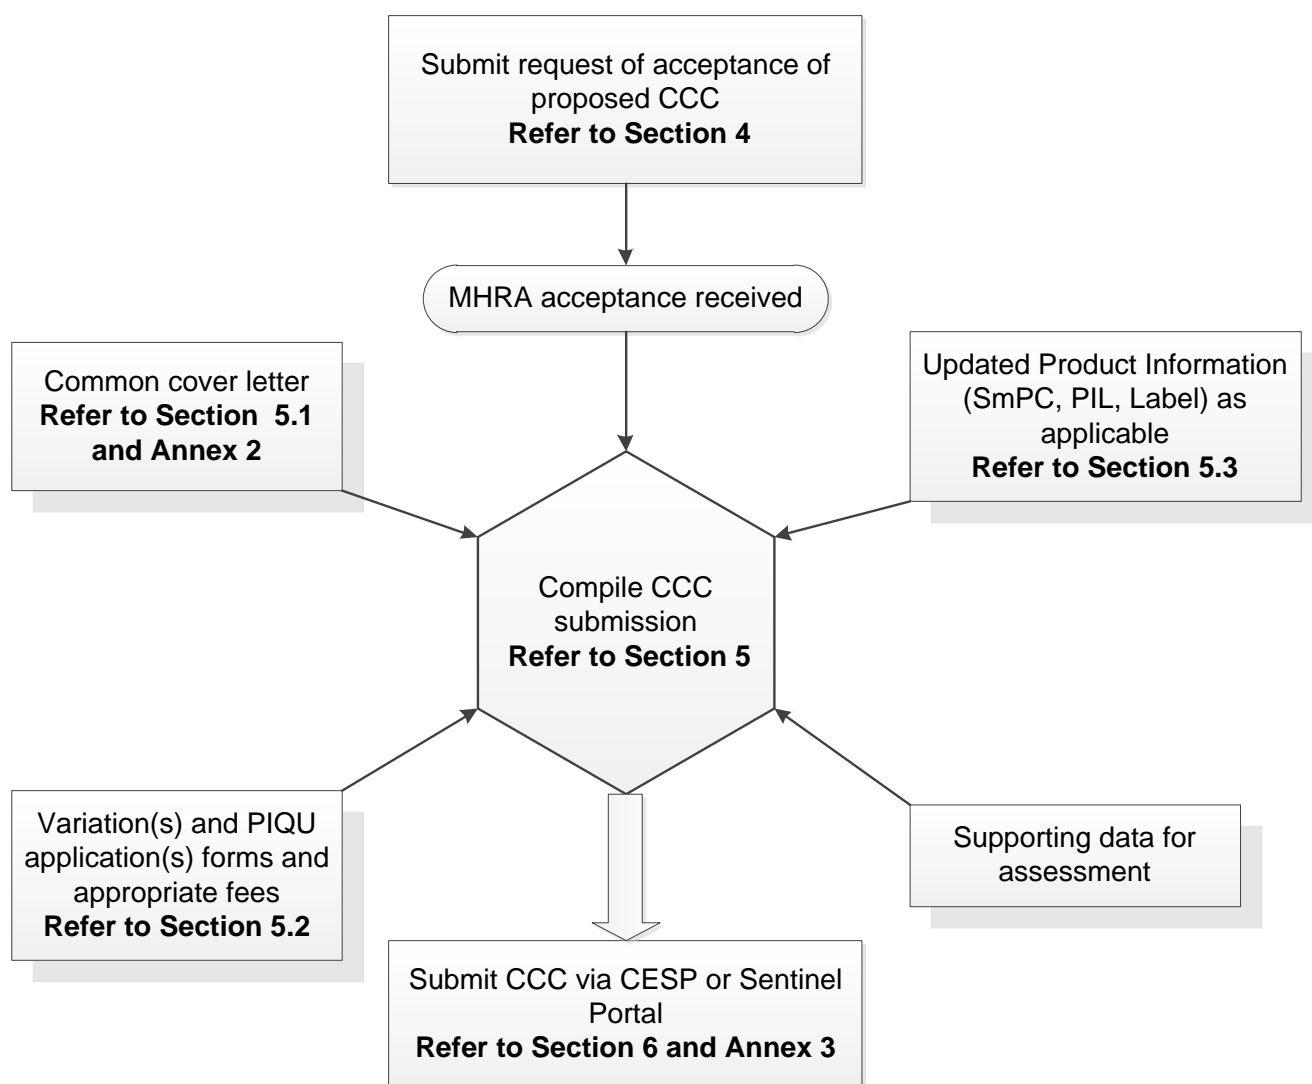 Submit request of acceptance of
proposed CCC
Refer to Section 4
MHRA acceptance received
Common cover letter
Refer to Section  5.1
and Annex 2
Updated Product Information
(SmPC, PIL, Label) as
applicable
Refer to Section 5.3
Compile CCC
submission
Refer to Section 5
Variation(s) and PIQU
application(s) forms and
appropriate fees
Refer to Section 5.2
Supporting data for
assessment
Submit CCC via CESP or Sentinel
Portal
Refer to Section 6 and Annex 3